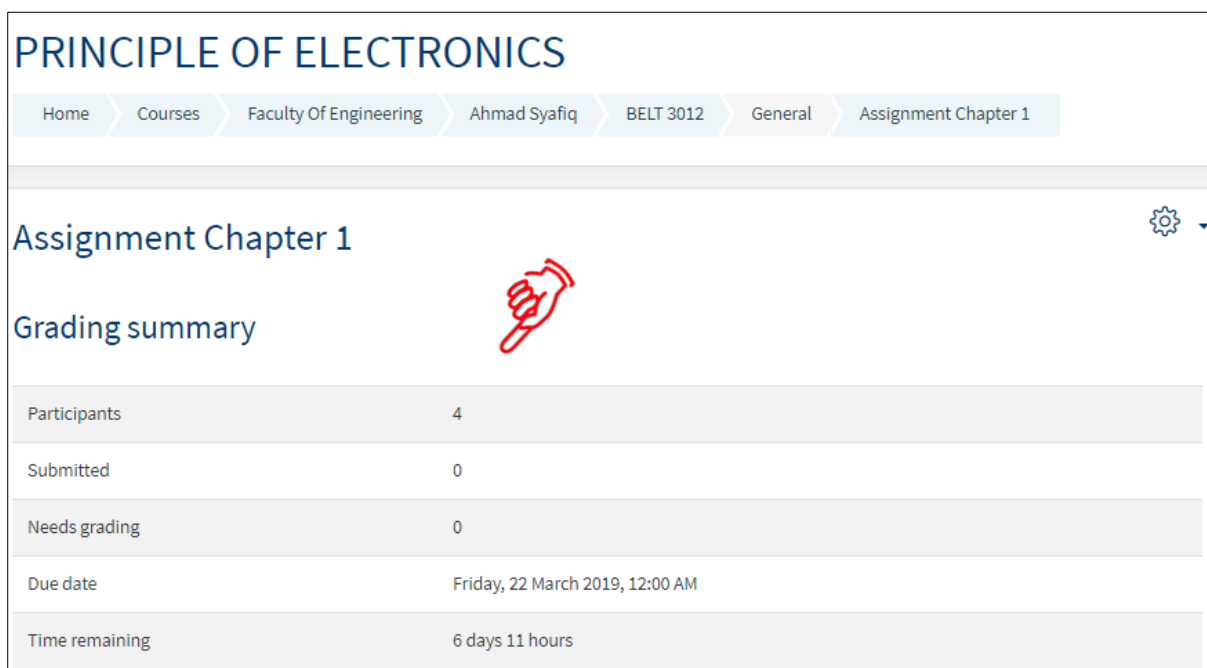 PRINCIPLE OF ELECTRONICS
Home Courses Faculty Of Engineering Ahmad Syafiq BELT 3012 General Assignment Chapter 1
Assignment Chapter 1
Grading summary
Participants 4
Submitted 0
Needs grading 0
Due date Friday, 22 March 2019, 12:00 AM
Time remaining 6 days 11 hours